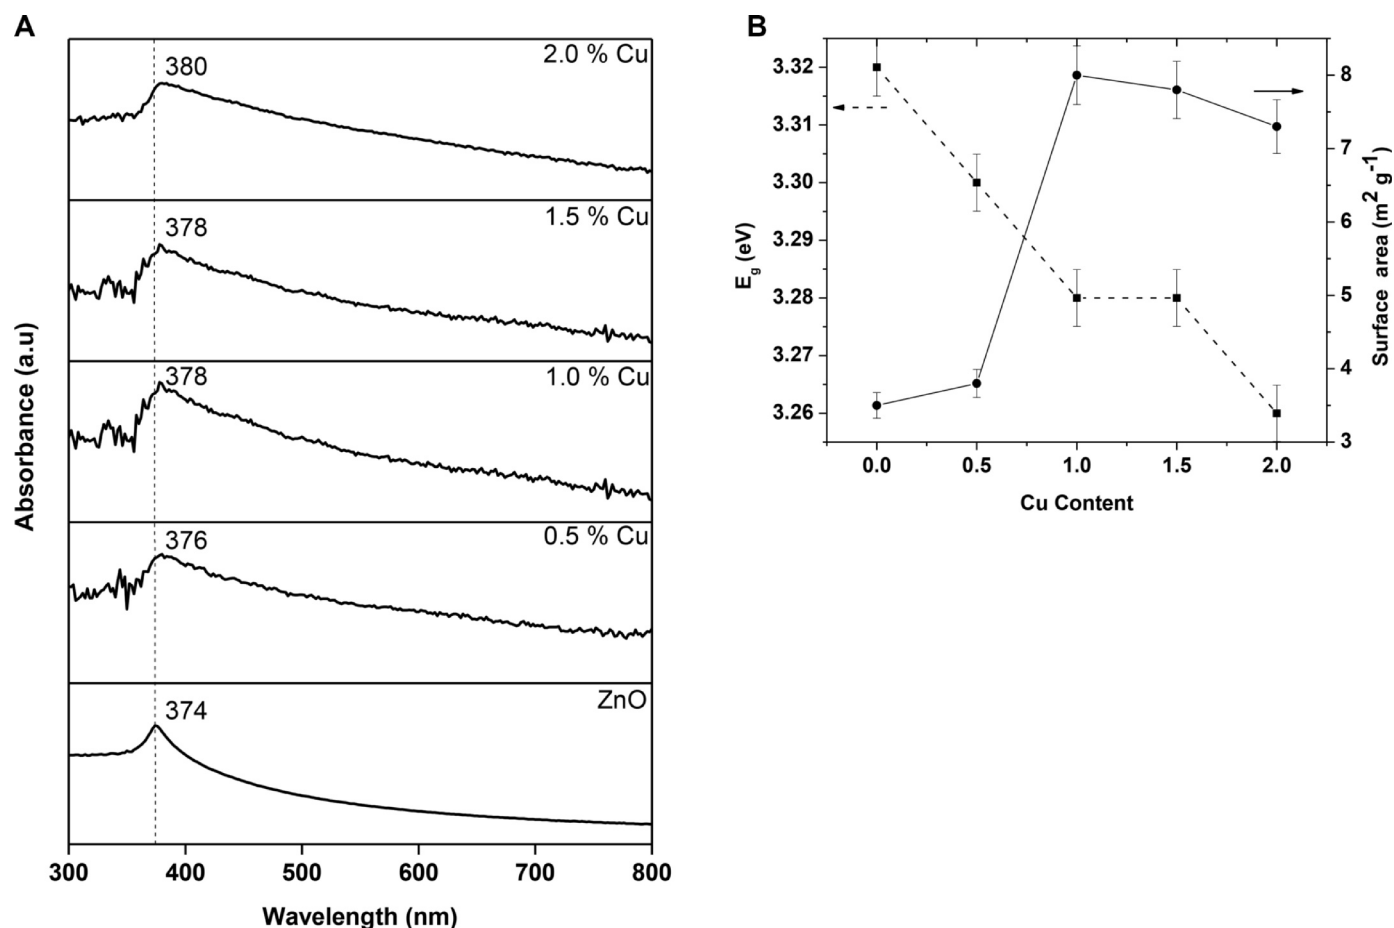 A
2.0 % Cu
380
1.5 % Cu
378
1.0 % Cu
378
0.5 % Cu
376
ZnO
374
Absorbance (a.u)
300 400 500 600 700 800
Wavelength (nm)
B
3.32
3.31
3.30
3.29
3.28
3.27
3.26
E_g (eV)
8
7
6
5
4
3
Surface area (m² g⁻¹)
0.0 0.5 1.0 1.5 2.0
Cu Content